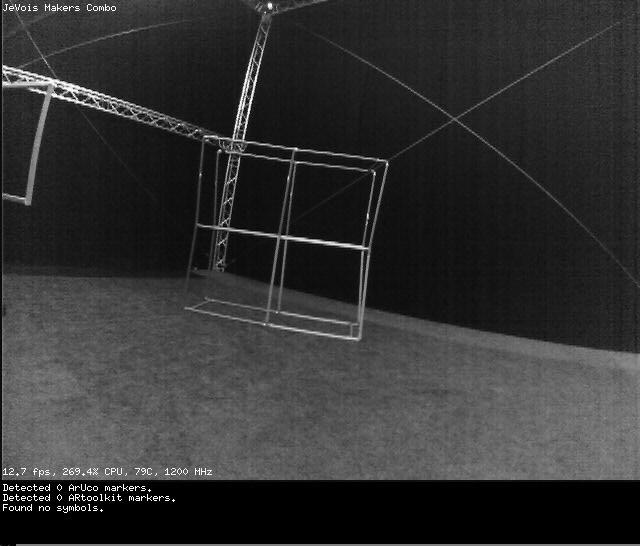 JeVois Makers Combo
12.7 fps, 269.4% CPU, 79C, 1200 MHz
Detected 0 ArUco markers.
Detected 0 ARtoolkit markers.
Found no symbols.